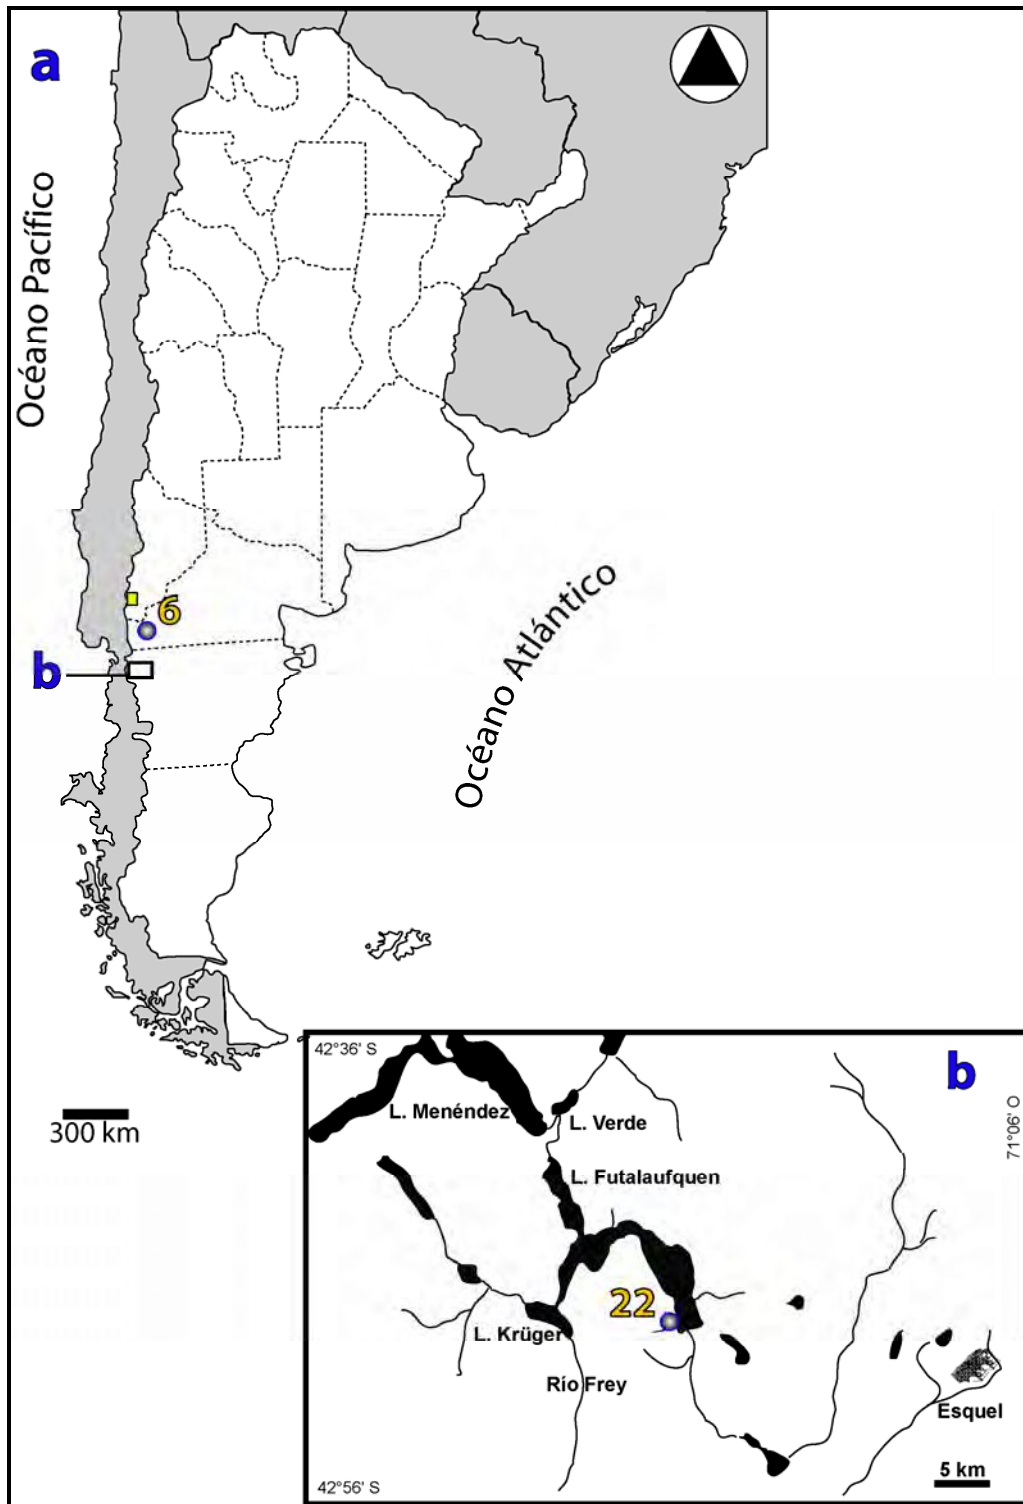 a
Océano Pacífico
6
b
Océano Atlántico
300 km
42°36' S
b
71°06' O
L. Menéndez
L. Verde
L. Futalaufquen
22
L. Krüger
Río Frey
Esquel
5 km
42°56' S